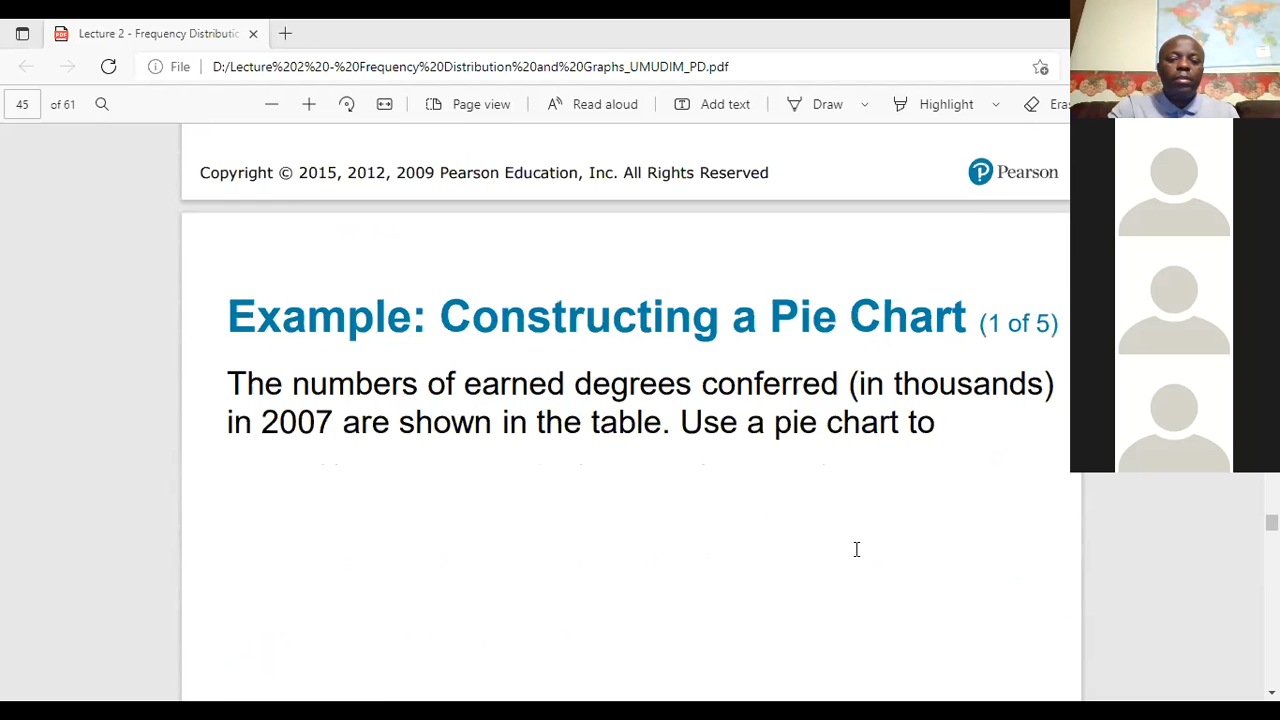 Lecture 2 - Frequency Distributic
File D:/Lecture%202%20-%20Frequency%20Distribution%20and%20Graphs_UMUDIM_PD.pdf
45 of 61 Page view Read aloud Add text Draw Highlight Eras
Copyright © 2015, 2012, 2009 Pearson Education, Inc. All Rights Reserved
Pearson
Example: Constructing a Pie Chart (1 of 5)
The numbers of earned degrees conferred (in thousands)
in 2007 are shown in the table. Use a pie chart to